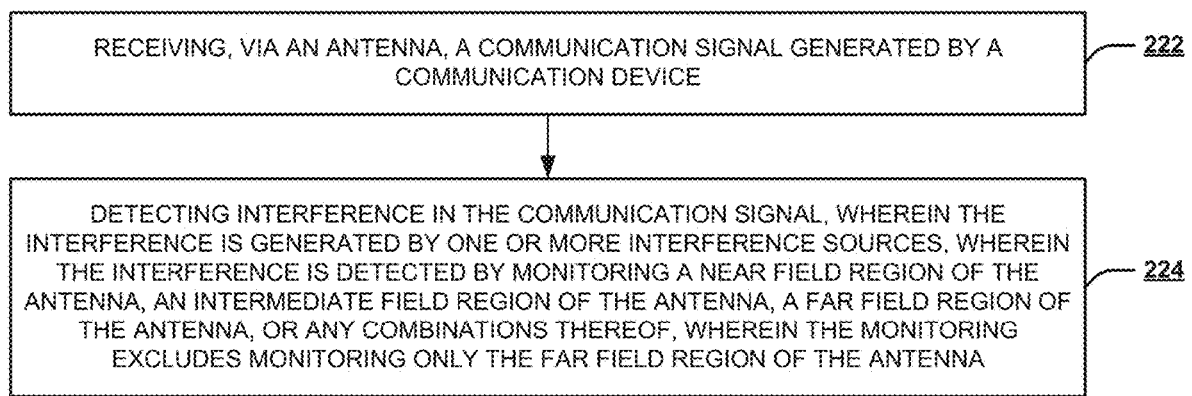 RECEIVING, VIA AN ANTENNA, A COMMUNICATION SIGNAL GENERATED BY A
COMMUNICATION DEVICE
222
DETECTING INTERFERENCE IN THE COMMUNICATION SIGNAL, WHEREIN THE
INTERFERENCE IS GENERATED BY ONE OR MORE INTERFERENCE SOURCES, WHEREIN
THE INTERFERENCE IS DETECTED BY MONITORING A NEAR FIELD REGION OF THE
ANTENNA, AN INTERMEDIATE FIELD REGION OF THE ANTENNA, A FAR FIELD REGION OF
THE ANTENNA, OR ANY COMBINATIONS THEREOF, WHEREIN THE MONITORING
EXCLUDES MONITORING ONLY THE FAR FIELD REGION OF THE ANTENNA
224